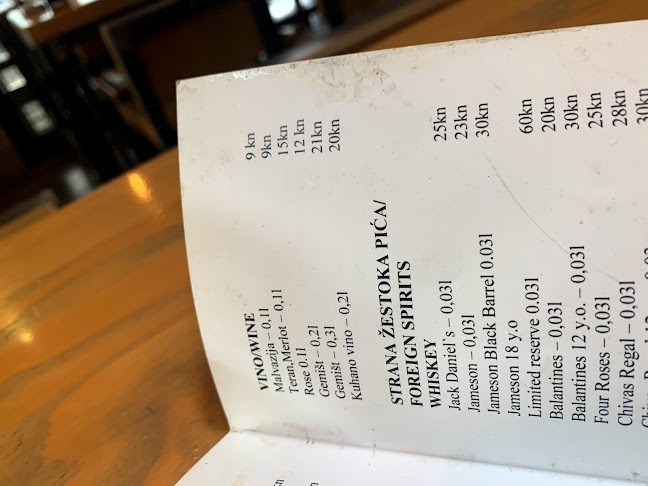 VINO/WINE
Malvazija – 0,1l 9 kn
Teran,Merlot – 0,1l 9kn
Rose 0.1l 15kn
Gemišt – 0,2l 12 kn
Gemišt – 0,3l 21kn
Kuhano vino – 0,2l 20kn
STRANA ŽESTOKA PIĆA/
FOREIGN SPIRITS
WHISKEY
Jack Daniel`s – 0,03l 25kn
Jameson – 0,03l 23kn
Jameson Black Barrel 0.03l 30kn
Jameson 18 y.o
Limited reserve 0.03l 60kn
Balantines – 0,03l 20kn
Balantines 12 y.o. – 0,03l 30kn
Four Roses – 0,03l 25kn
Chivas Regal – 0,03l 28kn
30kn